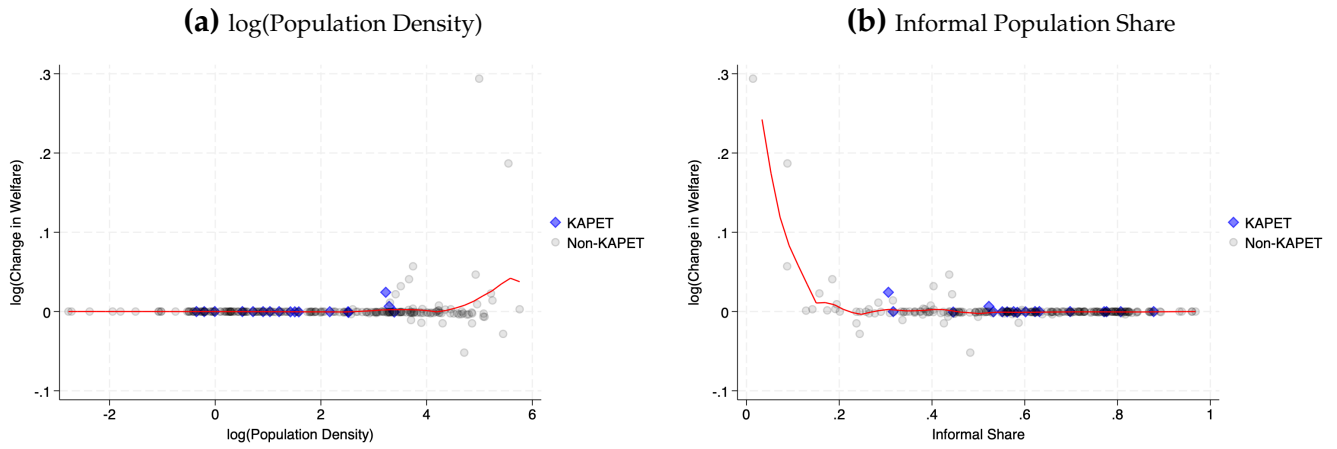 (a) log(Population Density)
log(Change in Welfare)
.3
.2
.1
0
-.1
-2
0
2
4
6
log(Population Density)
KAPET
Non-KAPET
(b) Informal Population Share
log(Change in Welfare)
.3
.2
.1
0
-.1
0
.2
.4
.6
.8
1
Informal Share
KAPET
Non-KAPET